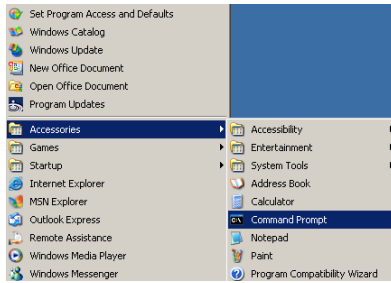 Set Program Access and Defaults
Windows Catalog
Windows Update
New Office Document
Open Office Document
Program Updates
Accessories
Games
Startup
Internet Explorer
MSN Explorer
Outlook Express
Remote Assistance
Windows Media Player
Windows Messenger
Accessibility
Entertainment
System Tools
Address Book
Calculator
Command Prompt
Notepad
Paint
Program Compatibility Wizard